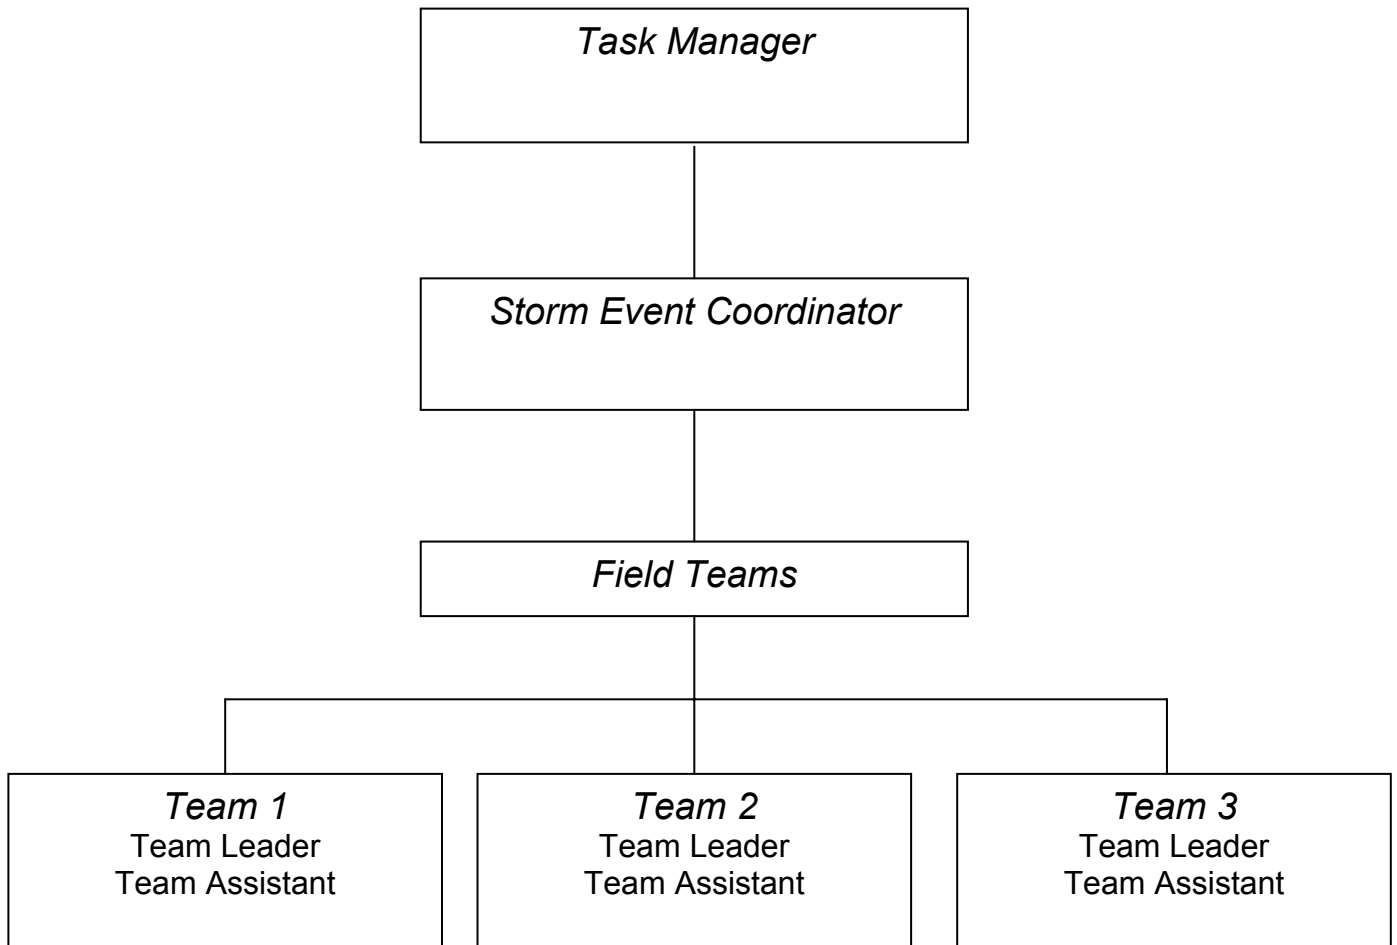 Task Manager
Storm Event Coordinator
Field Teams
Team 1
Team Leader
Team Assistant
Team 2
Team Leader
Team Assistant
Team 3
Team Leader
Team Assistant